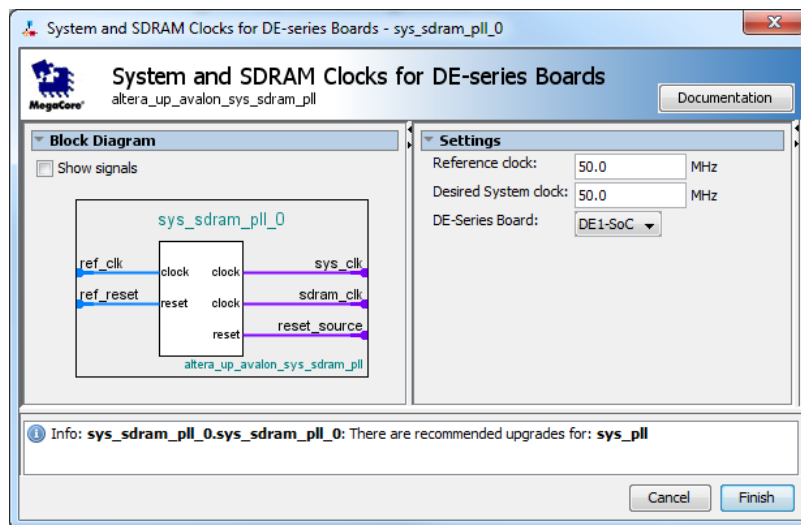 System and SDRAM Clocks for DE-series Boards - sys_sdram_pll_0
System and SDRAM Clocks for DE-series Boards
altera_up_avalon_sys_sdram_pll
MegaCore®
Documentation
Block Diagram
Show signals
sys_sdram_pll_0
ref_clk
clock
clock
sys_clk
ref_reset
reset
clock
sdram_clk
reset
reset_source
altera_up_avalon_sys_sdram_pll
Settings
Reference clock: 50.0 MHz
Desired System clock: 50.0 MHz
DE-Series Board: DE1-SoC
Info: sys_sdram_pll_0.sys_sdram_pll_0: There are recommended upgrades for: sys_pll
Cancel
Finish